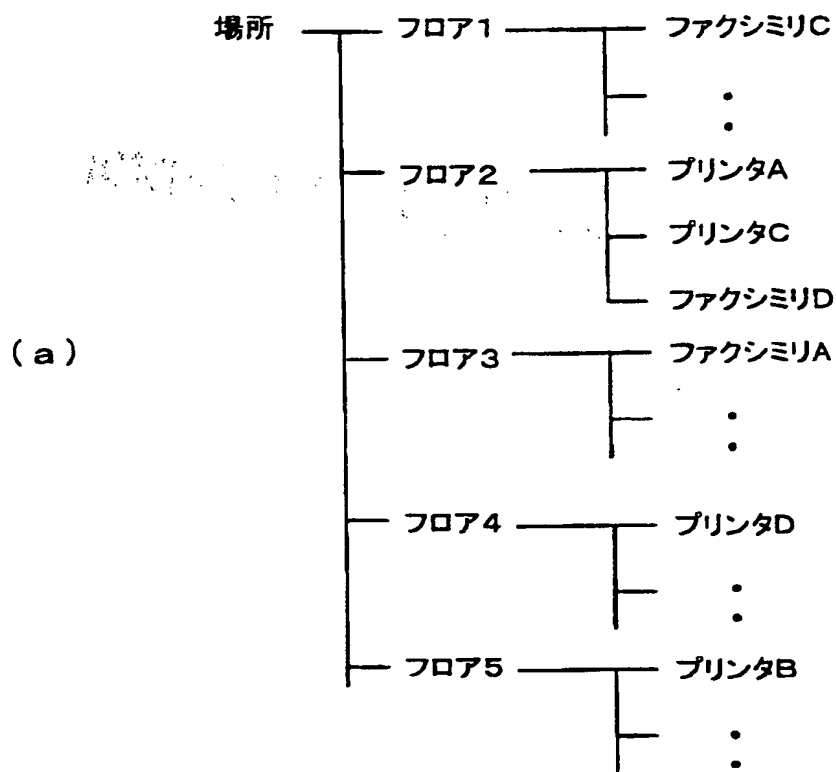 場所 フロア1 ファクシミリC
フロア2 プリンタA
プリンタC
ファクシミリD
(a)
フロア3 ファクシミリA
フロア4 プリンタD
フロア5 プリンタB